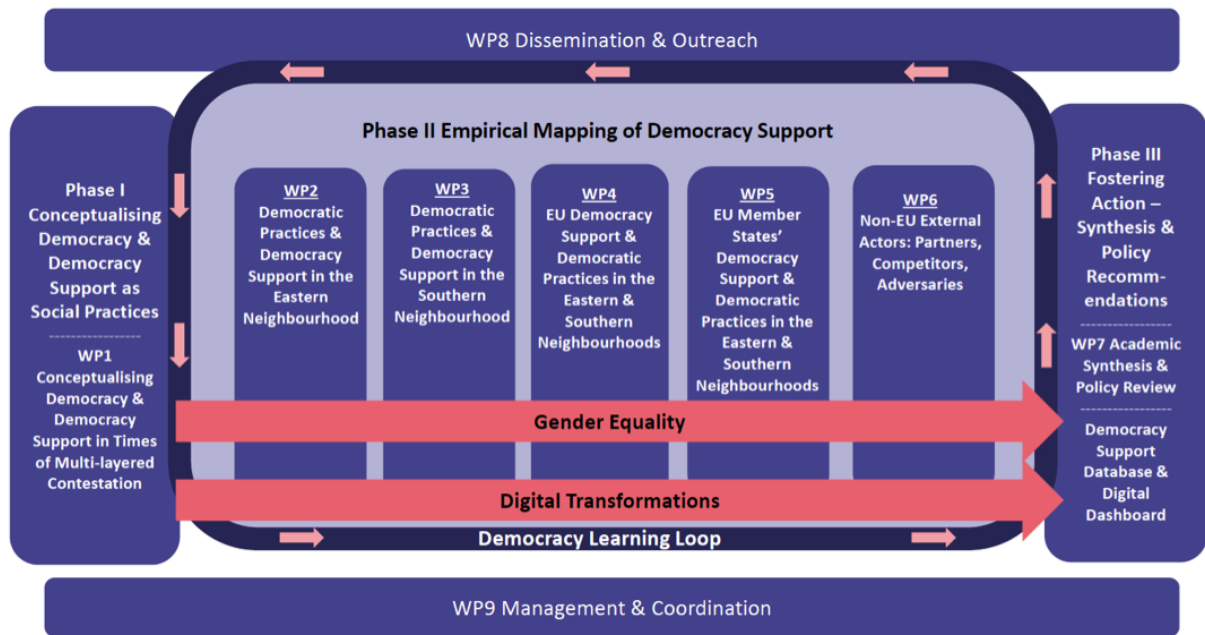 WP8 Dissemination & Outreach
Phase I
Conceptualising
Democracy &
Democracy
Support as
Social Practices
--------------------
WP1
Conceptualising
Democracy &
Democracy
Support in Times
of Multi-layered
Contestation
Phase II Empirical Mapping of Democracy Support
WP2
Democratic
Practices &
Democracy
Support in the
Eastern
Neighbourhood
WP3
Democratic
Practices &
Democracy
Support in the
Southern
Neighbourhood
WP4
EU Democracy
Support &
Democratic
Practices in the
Eastern &
Southern
Neighbourhoods
WP5
EU Member
States’
Democracy
Support &
Democratic
Practices in the
Eastern &
Southern
Neighbourhoods
WP6
Non-EU External
Actors: Partners,
Competitors,
Adversaries
Gender Equality
Digital Transformations
Democracy Learning Loop
Phase III
Fostering
Action –
Synthesis &
Policy
Recomm-
endations
-----------------
WP7 Academic
Synthesis &
Policy Review
-----------------
Democracy
Support
Database &
Digital
Dashboard
WP9 Management & Coordination